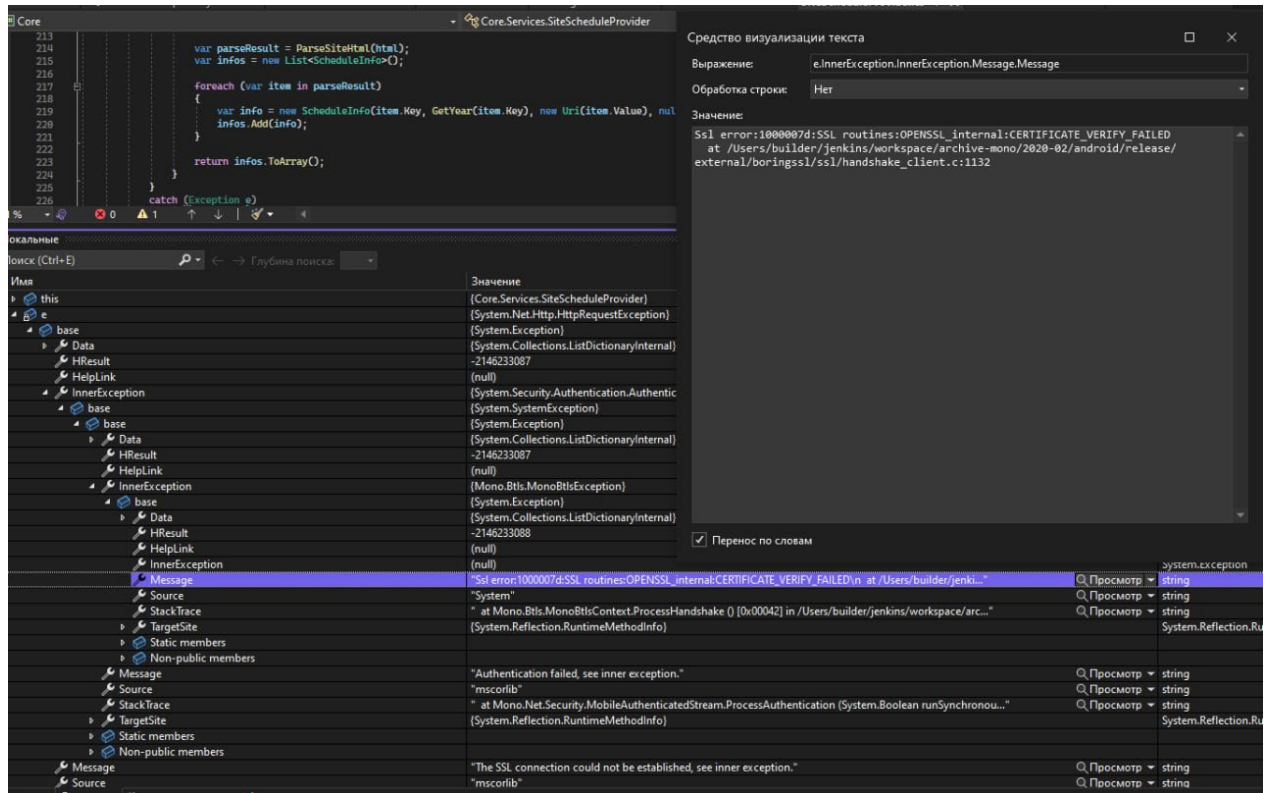 Core
Core.Services.SiteScheduleProvider
213
214 var parseResult = ParseSiteHtml(html);
215 var infos = new List<ScheduleInfo>();
216
217 foreach (var item in parseResult)
218 {
219 var info = new ScheduleInfo(item.Key, GetYear(item.Key), new Uri(item.Value), nul
220 infos.Add(info);
221 }
222
223 return infos.ToArray();
224 }
225 }
226 catch (Exception e)
% 0 1
Средство визуализации текста
Выражение: e.InnerException.InnerException.Message.Message
Обработка строки: Нет
Значение:
Ssl error:1000007d:SSL routines:OPENSSL_internal:CERTIFICATE_VERIFY_FAILED
at /Users/builder/jenkins/workspace/archive-mono/2020-02/android/release/
external/boringssl/ssl/handshake_client.c:1132
Перенос по словам
окальные
оиск (Ctrl+E) Глубина поиска:
Имя Значение
this {Core.Services.SiteScheduleProvider}
e {System.Net.Http.HttpRequestException}
base {System.Exception}
Data {System.Collections.ListDictionaryInternal}
HResult -2146233087
HelpLink (null)
InnerException {System.Security.Authentication.Authentic
base {System.SystemException}
base {System.Exception}
Data {System.Collections.ListDictionaryInternal}
HResult -2146233087
HelpLink (null)
InnerException {Mono.Btls.MonoBtlsException}
base {System.Exception}
Data {System.Collections.ListDictionaryInternal}
HResult -2146233088
HelpLink (null)
InnerException (null) System.Exception
Message "Ssl error:1000007d:SSL routines:OPENSSL_internal:CERTIFICATE_VERIFY_FAILED\n at /Users/builder/jenki..." Просмотр string
Source "System" Просмотр string
StackTrace " at Mono.Btls.MonoBtlsContext.ProcessHandshake () [0x00042] in /Users/builder/jenkins/workspace/arc..." Просмотр string
TargetSite {System.Reflection.RuntimeMethodInfo} System.Reflection.Ru
Static members
Non-public members
Message "Authentication failed, see inner exception." Просмотр string
Source "mscorlib" Просмотр string
StackTrace " at Mono.Net.Security.MobileAuthenticatedStream.ProcessAuthentication (System.Boolean runSynchronou..." Просмотр string
TargetSite {System.Reflection.RuntimeMethodInfo} System.Reflection.Ru
Static members
Non-public members
Message "The SSL connection could not be established, see inner exception." Просмотр string
Source "mscorlib" Просмотр string